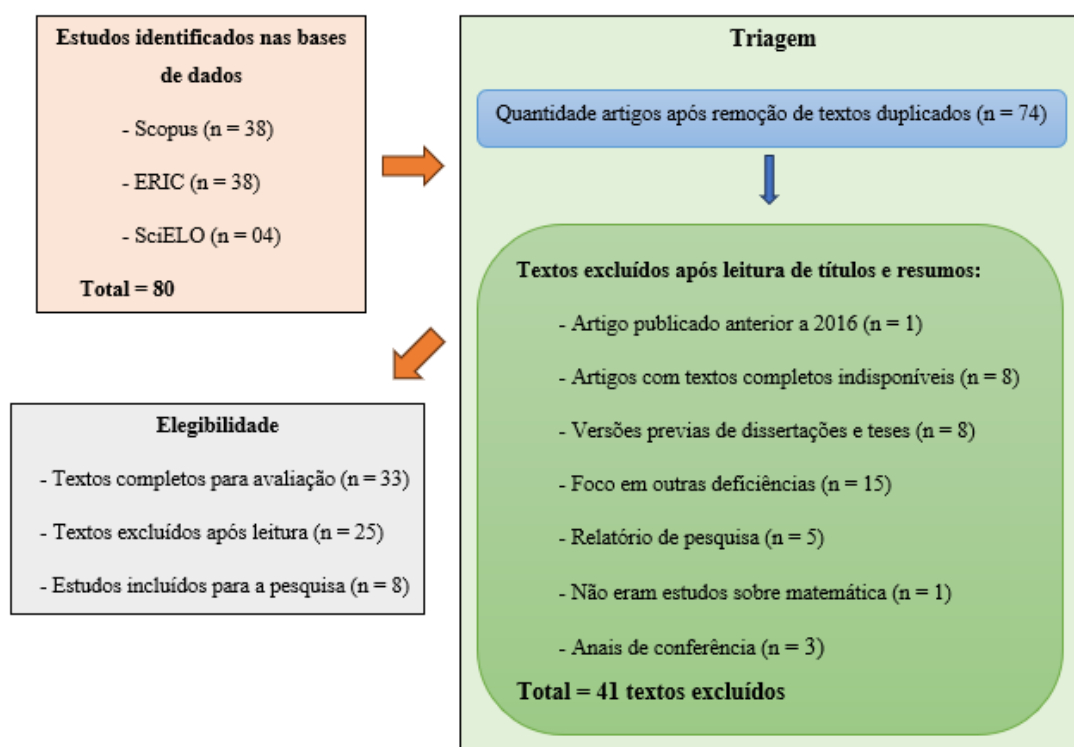 Estudos identificados nas bases
de dados
- Scopus (n = 38)
- ERIC (n = 38)
- SciELO (n = 04)
Total = 80
Triagem
Quantidade artigos após remoção de textos duplicados (n = 74)
Textos excluídos após leitura de títulos e resumos:
- Artigo publicado anterior a 2016 (n = 1)
- Artigos com textos completos indisponíveis (n = 8)
- Versões previas de dissertações e teses (n = 8)
- Foco em outras deficiências (n = 15)
- Relatório de pesquisa (n = 5)
- Não eram estudos sobre matemática (n = 1)
- Anais de conferência (n = 3)
Total = 41 textos excluídos
Elegibilidade
- Textos completos para avaliação (n = 33)
- Textos excluídos após leitura (n = 25)
- Estudos incluídos para a pesquisa (n = 8)